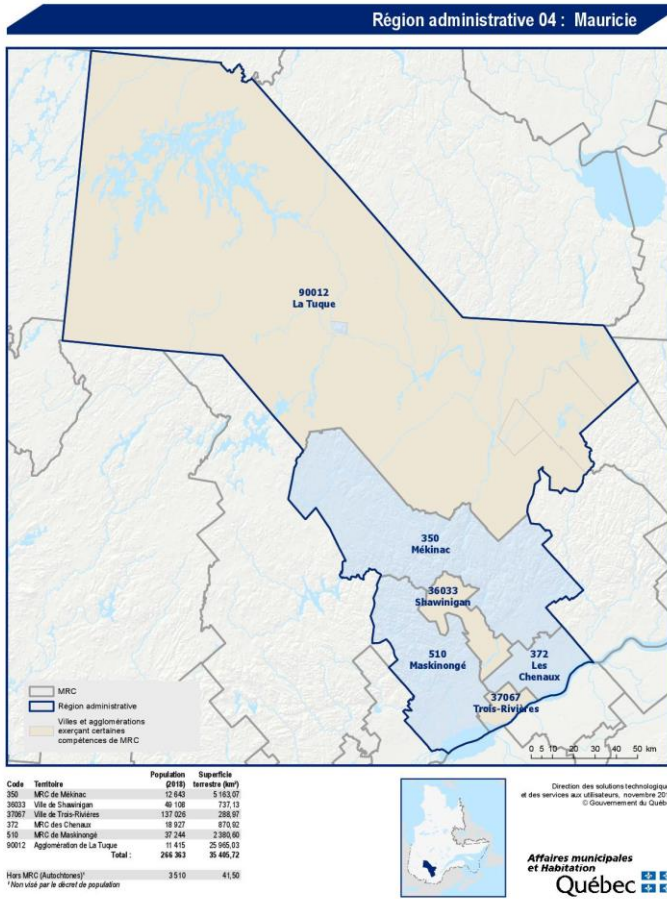 Région administrative 04 : Mauricie
90012
La Tuque
350
Mékinac
36033
Shawinigan
510
Maskinongé
372
Les
Chenaux
37067
Trois-Rivières
MRC
Région administrative
Villes et agglomérations
exerçant certaines
compétences de MRC
0 5 10 20 30 40 50 km
Code Territoire Population (2018) Superficie terrestre (km²)
350 MRC de Mékinac 12 643 5 163,07
36033 Ville de Shawinigan 49 108 737,13
37067 Ville de Trois-Rivières 137 026 288,97
372 MRC des Chenaux 18 927 870,92
510 MRC de Maskinongé 37 244 2 380,60
90012 Agglomération de La Tuque 11 415 25 965,03
Total : 266 363 35 405,72
Hors MRC (Autochtones)¹ 3 510 41,50
¹ Non visé par le décret de population
Direction des solutions technologiqu
et des services aux utilisateurs, novembre 201
© Gouvernement du Québe
Affaires municipales
et Habitation
Québec